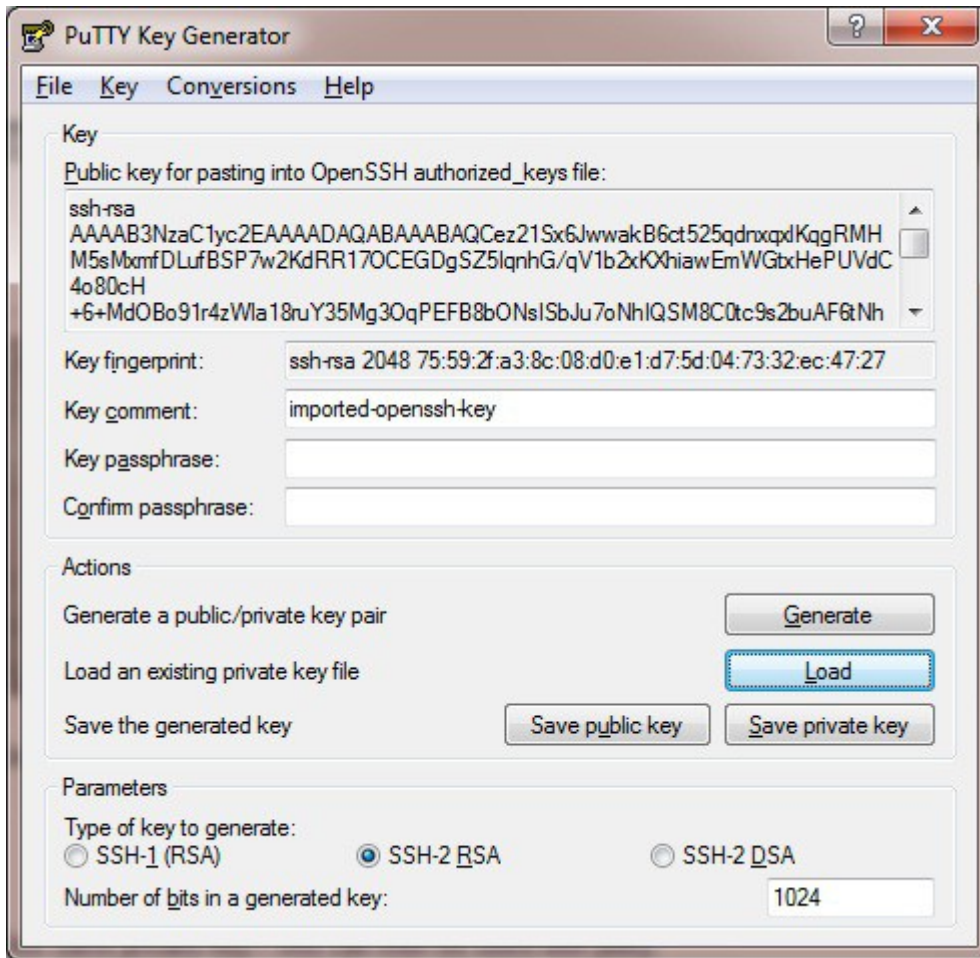 PuTTY Key Generator
File Key Conversions Help
Key
Public key for pasting into OpenSSH authorized_keys file:
ssh-rsa
AAAAB3NzaC1yc2EAAAADAQABAAABAQCez21Sx6JwwakB6ct525qdnxqxlKqgRMH
M5sMxmfDLufBSP7w2KdRR17OCEGDgSZ5lqnhG/qV1b2xKXhiawEmWGtxHePUVdC
4o80cH
+6+MdOBo91r4zWla18ruY35Mg3OqPEFB8bONsISbJu7oNhIQSM8C0tc9s2buAF6tNh
Key fingerprint: ssh-rsa 2048 75:59:2f:a3:8c:08:d0:e1:d7:5d:04:73:32:ec:47:27
Key comment: imported-openssh-key
Key passphrase:
Confirm passphrase:
Actions
Generate a public/private key pair Generate
Load an existing private key file Load
Save the generated key Save public key Save private key
Parameters
Type of key to generate:
SSH-1 (RSA) SSH-2 RSA SSH-2 DSA
Number of bits in a generated key: 1024